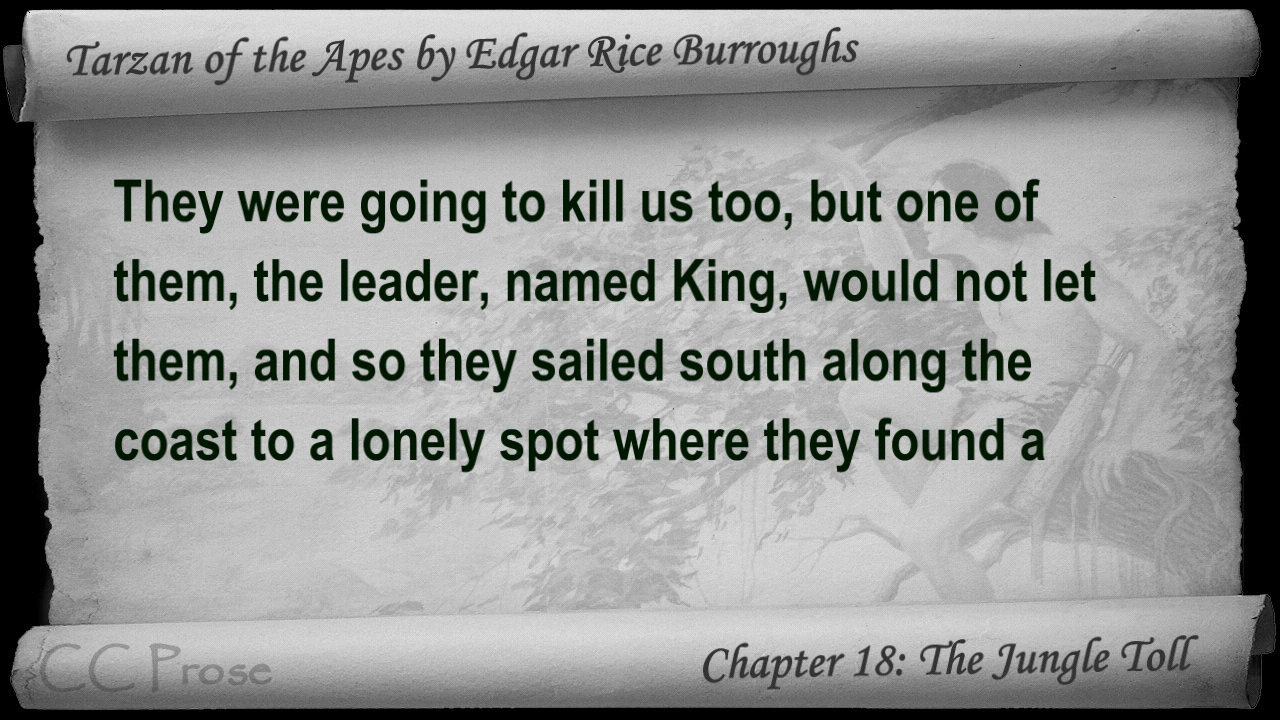 Tarzan of the Apes by Edgar Rice Burroughs
They were going to kill us too, but one of
them, the leader, named King, would not let
them, and so they sailed south along the
coast to a lonely spot where they found a
CC Prose
Chapter 18: The Jungle Toll